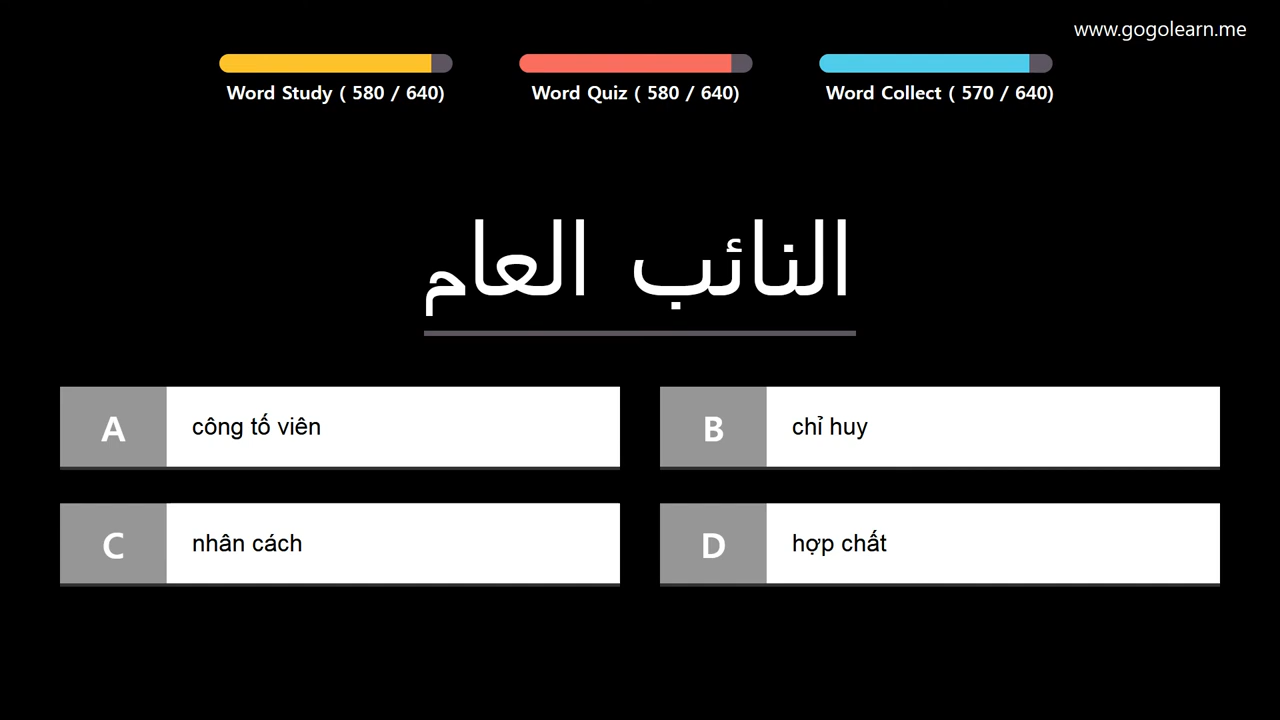 www.gogolearn.me
Word Study ( 580 / 640)
Word Quiz ( 580 / 640)
Word Collect ( 570 / 640)
النائب العام
A
công tố viên
B
chỉ huy
C
nhân cách
D
hợp chất